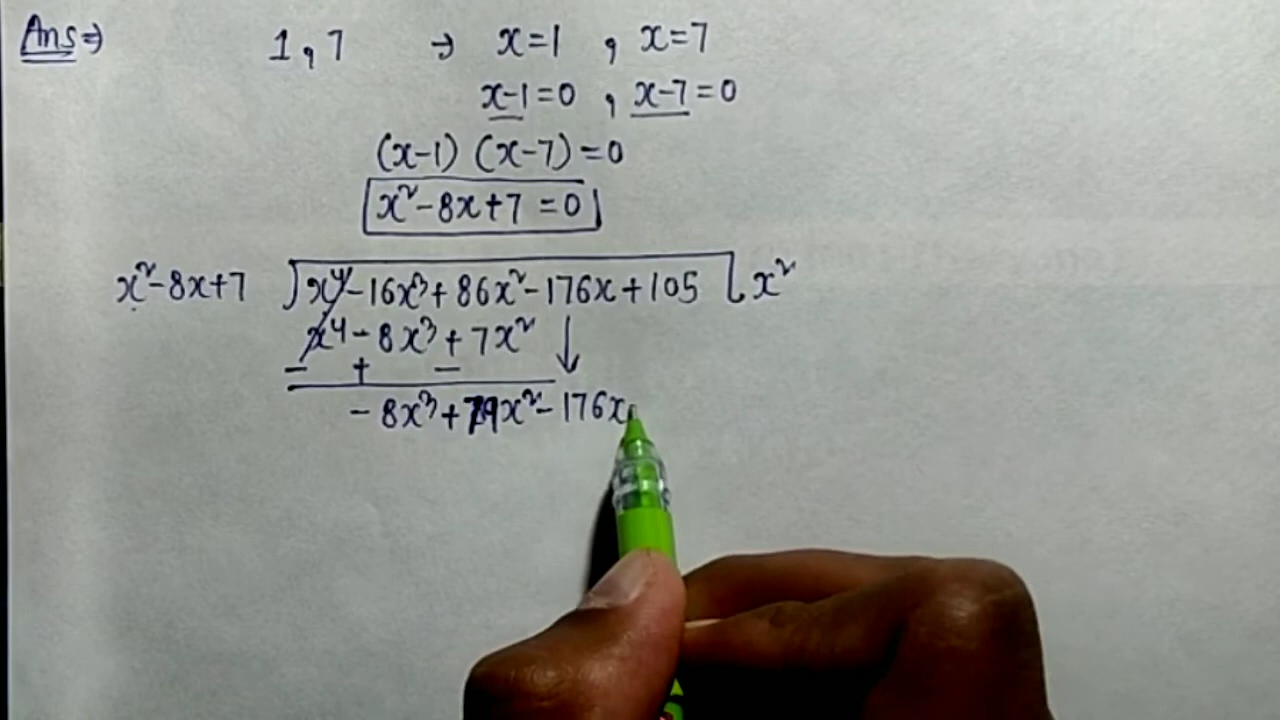 Ans ⇒ 1, 7 → x=1 , x=7
x-1=0 , x-7=0
(x-1) (x-7)=0
x²-8x+7=0
x²-8x+7 ) x⁴-16x³+86x²-176x+105 ( x²
x⁴-8x³+7x²
- + -
-8x³+79x²-176x